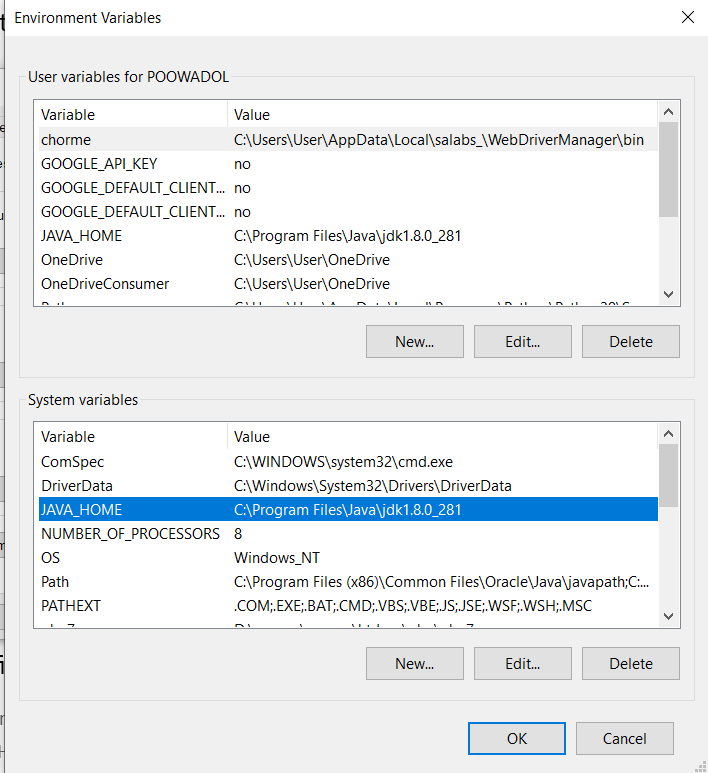 Environment Variables
User variables for POOWADOL
Variable Value
chorme C:\Users\User\AppData\Local\salabs_\WebDriverManager\bin
GOOGLE_API_KEY no
GOOGLE_DEFAULT_CLIENT... no
GOOGLE_DEFAULT_CLIENT... no
JAVA_HOME C:\Program Files\Java\jdk1.8.0_281
OneDrive C:\Users\User\OneDrive
OneDriveConsumer C:\Users\User\OneDrive
New... Edit... Delete
System variables
Variable Value
ComSpec C:\WINDOWS\system32\cmd.exe
DriverData C:\Windows\System32\Drivers\DriverData
JAVA_HOME C:\Program Files\Java\jdk1.8.0_281
NUMBER_OF_PROCESSORS 8
OS Windows_NT
Path C:\Program Files (x86)\Common Files\Oracle\Java\javapath;C:...
PATHEXT .COM;.EXE;.BAT;.CMD;.VBS;.VBE;.JS;.JSE;.WSF;.WSH;.MSC
New... Edit... Delete
OK Cancel